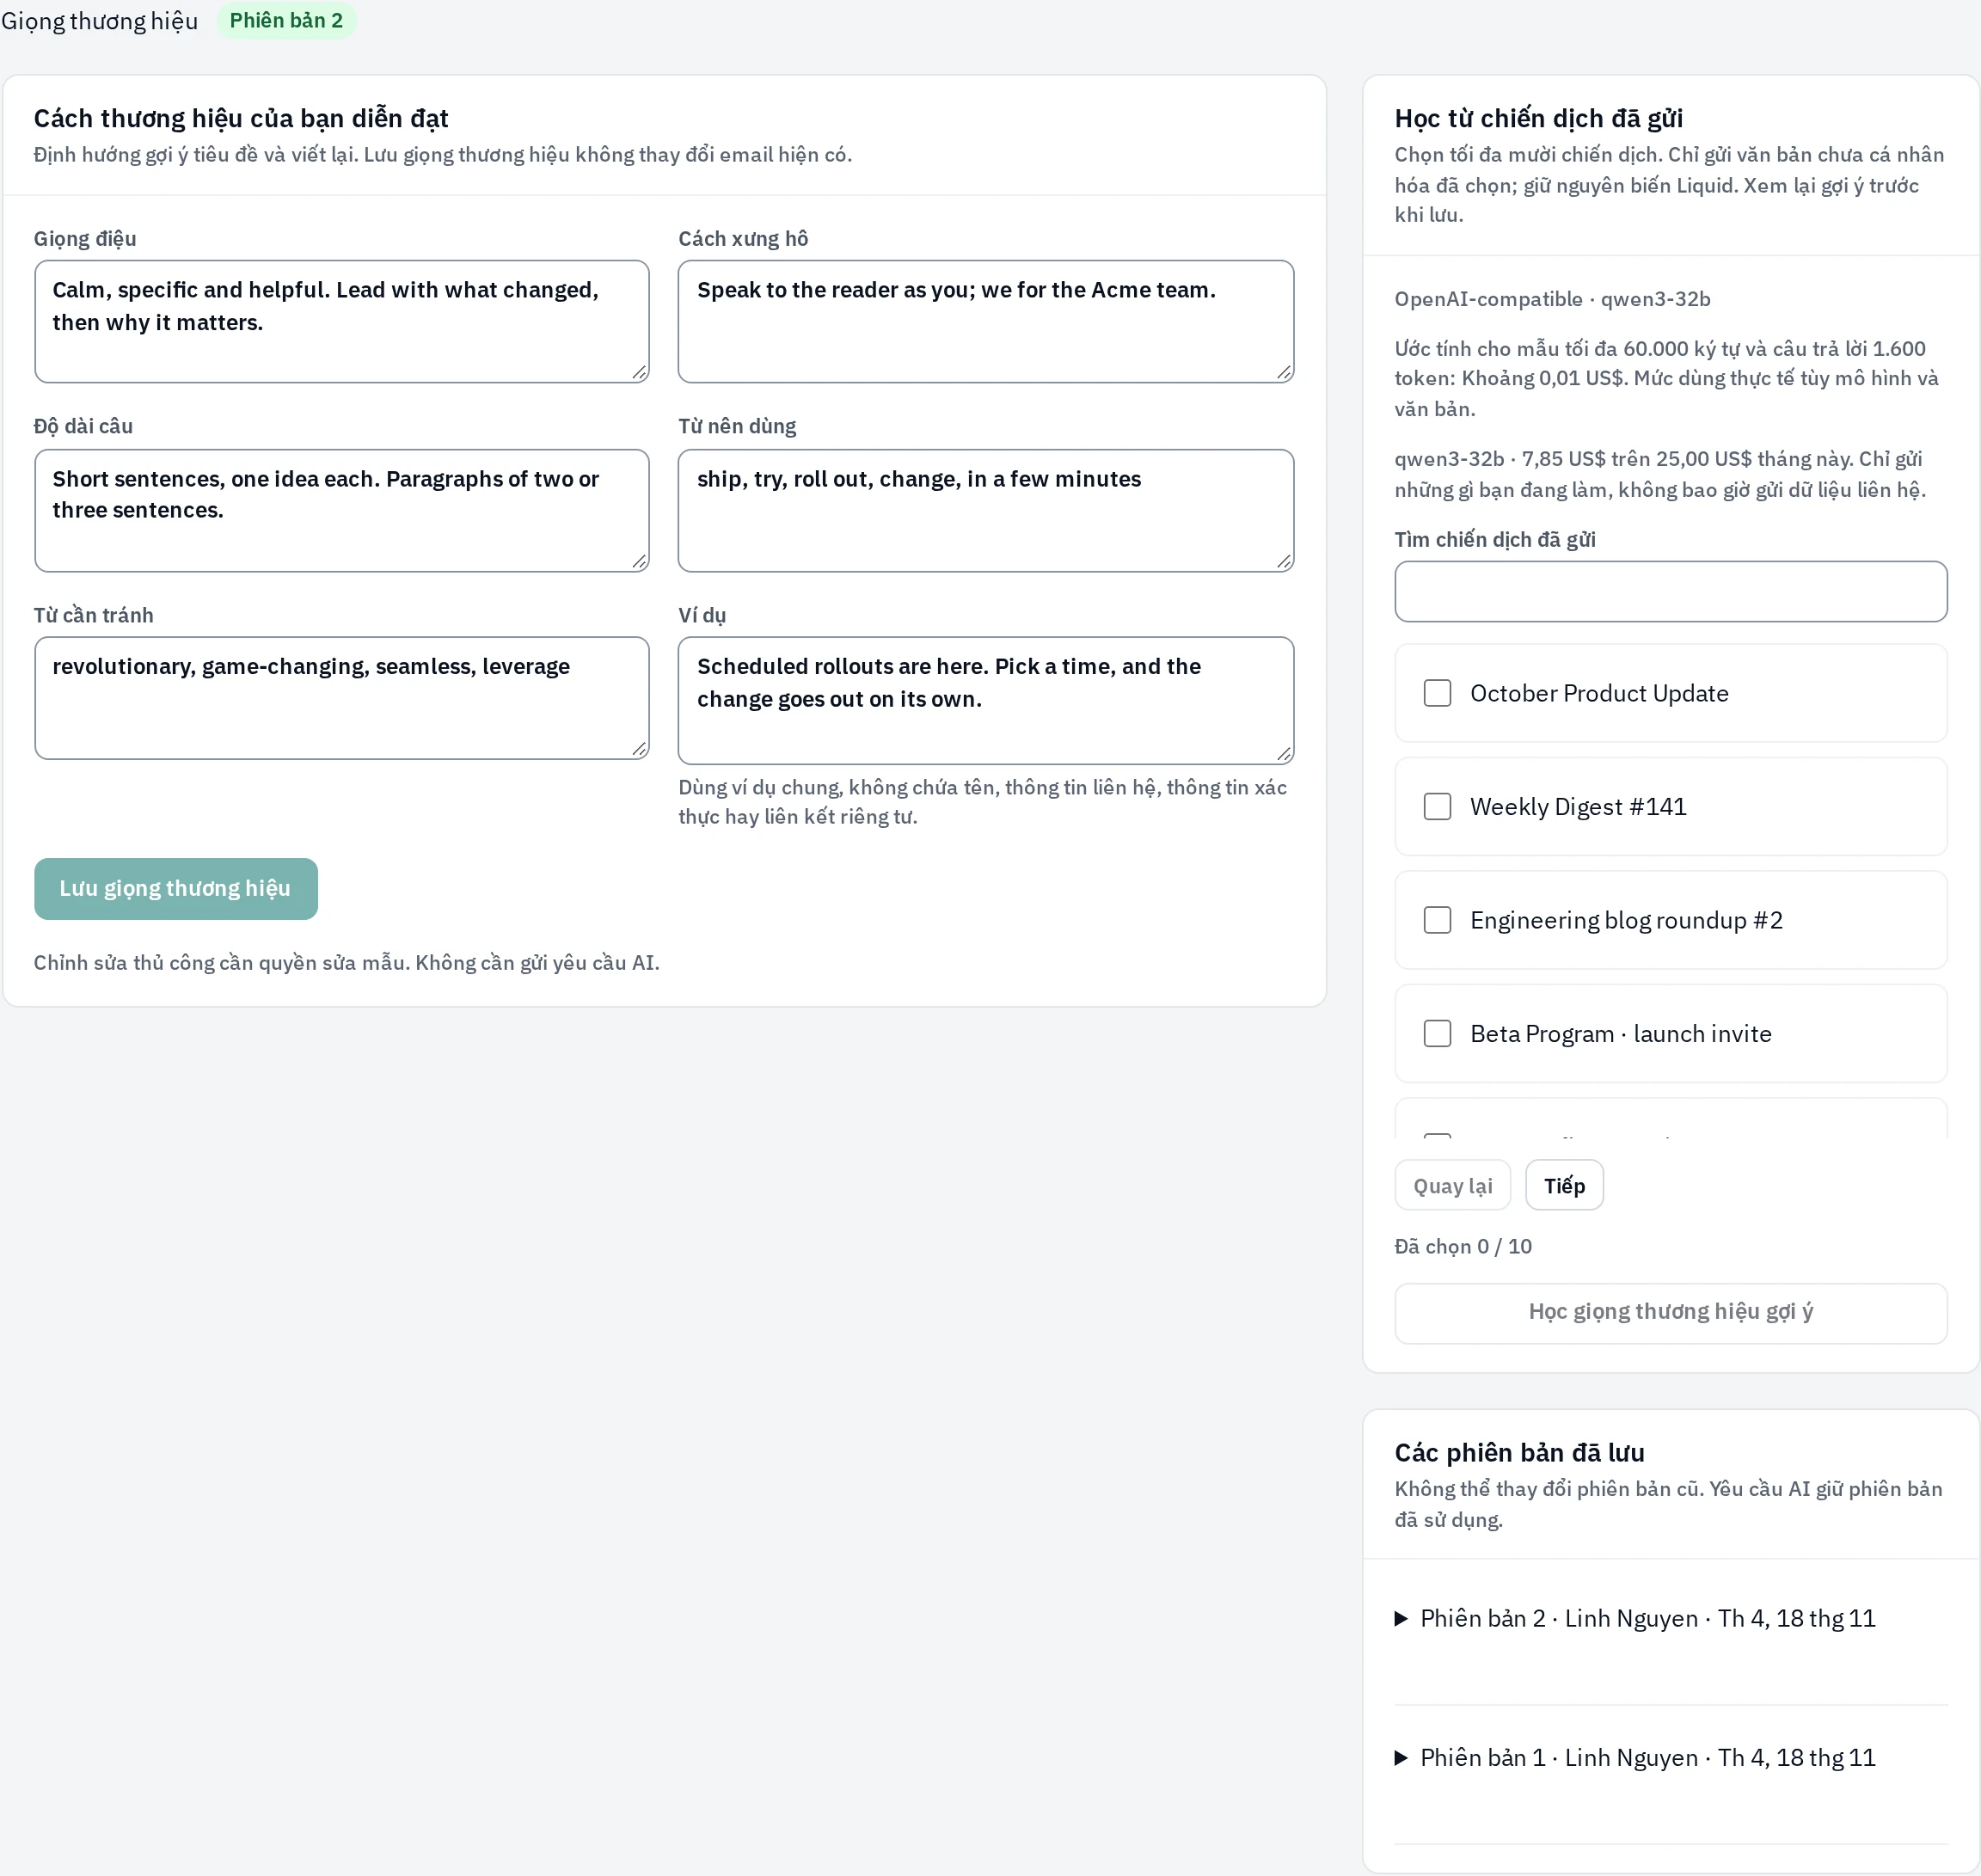 Giọng thương hiệu
Phiên bản 2
Cách thương hiệu của bạn diễn đạt
Định hướng gợi ý tiêu đề và viết lại. Lưu giọng thương hiệu không thay đổi email hiện có.
Giọng điệu
Calm, specific and helpful. Lead with what changed,
then why it matters.
Cách xưng hô
Speak to the reader as you; we for the Acme team.
Độ dài câu
Short sentences, one idea each. Paragraphs of two or
three sentences.
Từ nên dùng
ship, try, roll out, change, in a few minutes
Từ cần tránh
revolutionary, game-changing, seamless, leverage
Ví dụ
Scheduled rollouts are here. Pick a time, and the
change goes out on its own.
Dùng ví dụ chung, không chứa tên, thông tin liên hệ, thông tin xác
thực hay liên kết riêng tư.
Lưu giọng thương hiệu
Chỉnh sửa thủ công cần quyền sửa mẫu. Không cần gửi yêu cầu AI.
Học từ chiến dịch đã gửi
Chọn tối đa mười chiến dịch. Chỉ gửi văn bản chưa cá nhân
hóa đã chọn; giữ nguyên biến Liquid. Xem lại gợi ý trước
khi lưu.
OpenAI-compatible · qwen3-32b
Ước tính cho mẫu tối đa 60.000 ký tự và câu trả lời 1.600
token: Khoảng 0,01 US$. Mức dùng thực tế tùy mô hình và
văn bản.
qwen3-32b · 7,85 US$ trên 25,00 US$ tháng này. Chỉ gửi
những gì bạn đang làm, không bao giờ gửi dữ liệu liên hệ.
Tìm chiến dịch đã gửi
October Product Update
Weekly Digest #141
Engineering blog roundup #2
Beta Program · launch invite
Quay lại
Tiếp
Đã chọn 0 / 10
Học giọng thương hiệu gợi ý
Các phiên bản đã lưu
Không thể thay đổi phiên bản cũ. Yêu cầu AI giữ phiên bản
đã sử dụng.
Phiên bản 2 · Linh Nguyen · Th 4, 18 thg 11
Phiên bản 1 · Linh Nguyen · Th 4, 18 thg 11